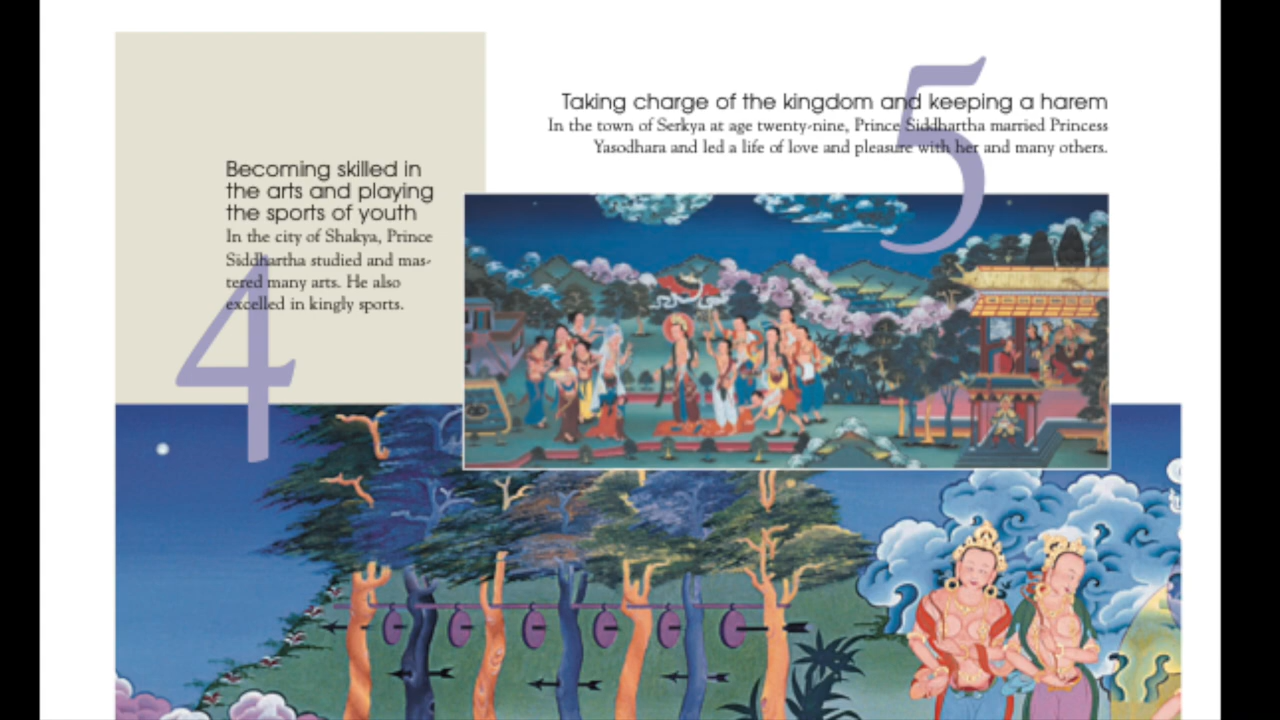 4
Becoming skilled in
the arts and playing
the sports of youth
In the city of Shakya, Prince
Siddhartha studied and mas-
tered many arts. He also
excelled in kingly sports.
5
Taking charge of the kingdom and keeping a harem
In the town of Serkya at age twenty-nine, Prince Siddhartha married Princess
Yasodhara and led a life of love and pleasure with her and many others.